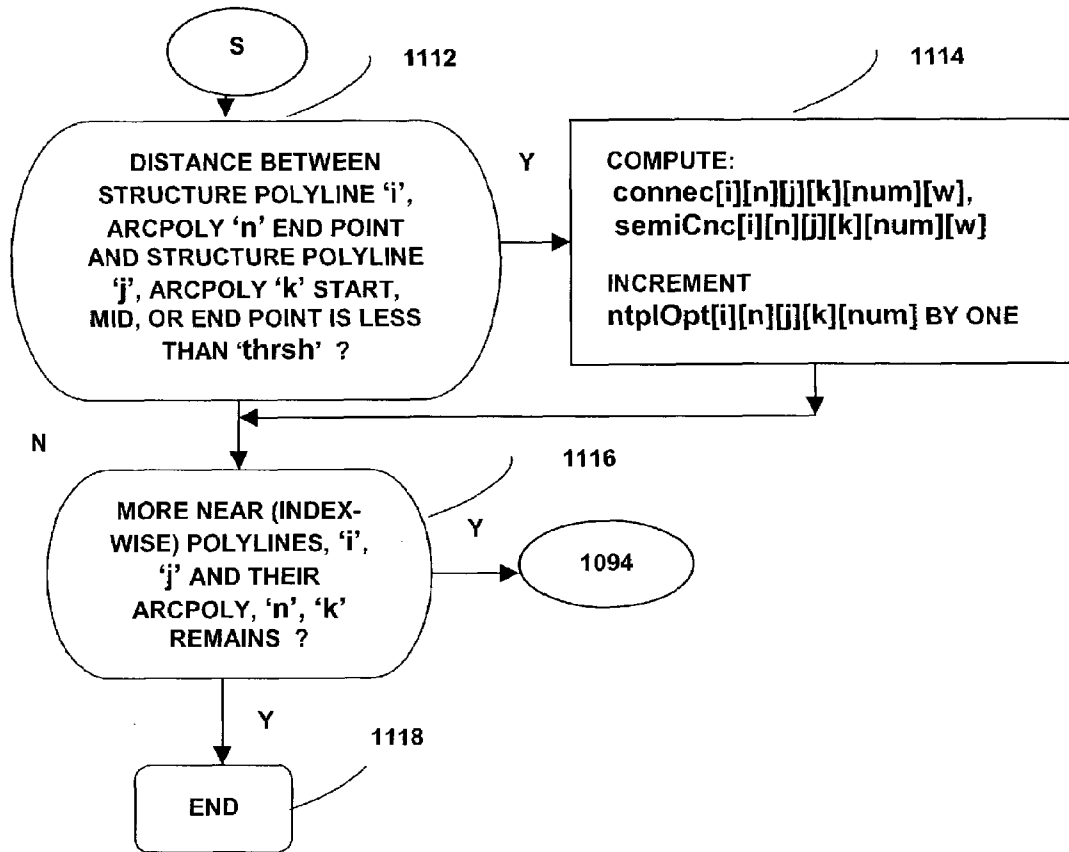 S
1112
1114
DISTANCE BETWEEN
STRUCTURE POLYLINE ‘i’,
ARCPOLY ‘n’ END POINT
AND STRUCTURE POLYLINE
‘j’, ARCPOLY ‘k’ START,
MID, OR END POINT IS LESS
THAN ‘thrsh’ ?
Y
COMPUTE:
connec[i][n][j][k][num][w],
semiCnc[i][n][j][k][num][w]
INCREMENT
ntplOpt[i][n][j][k][num] BY ONE
N
1116
MORE NEAR (INDEX-
WISE) POLYLINES, ‘i’,
‘j’ AND THEIR
ARCPOLY, ‘n’, ‘k’
REMAINS ?
Y
1094
Y
1118
END